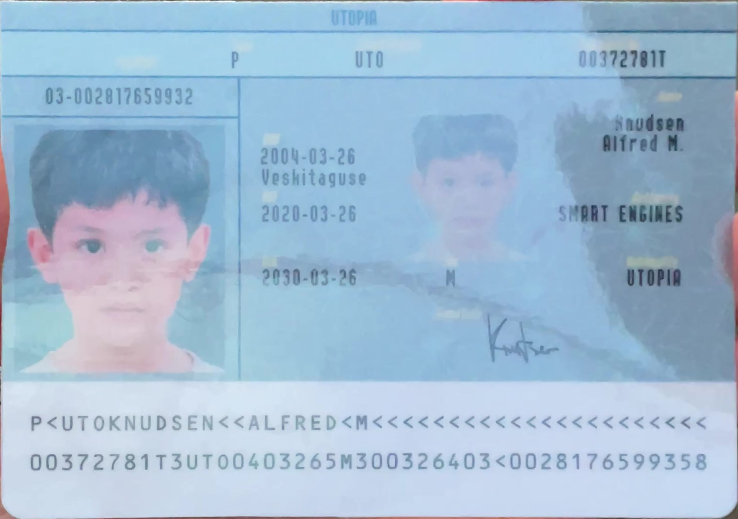 UTOPIA
P UTO 00372781T
03-002817659932
Knudsen
2004-03-26 Alfred M.
Veskitaguse
2020-03-26 SMART ENGINES
2030-03-26 M UTOPIA
Knutsen
P<UTOKNUDSEN<<ALFRED<M<<<<<<<<<<<<<<<<<<<<<<
00372781T3UTO0403265M300326403<0028176599358